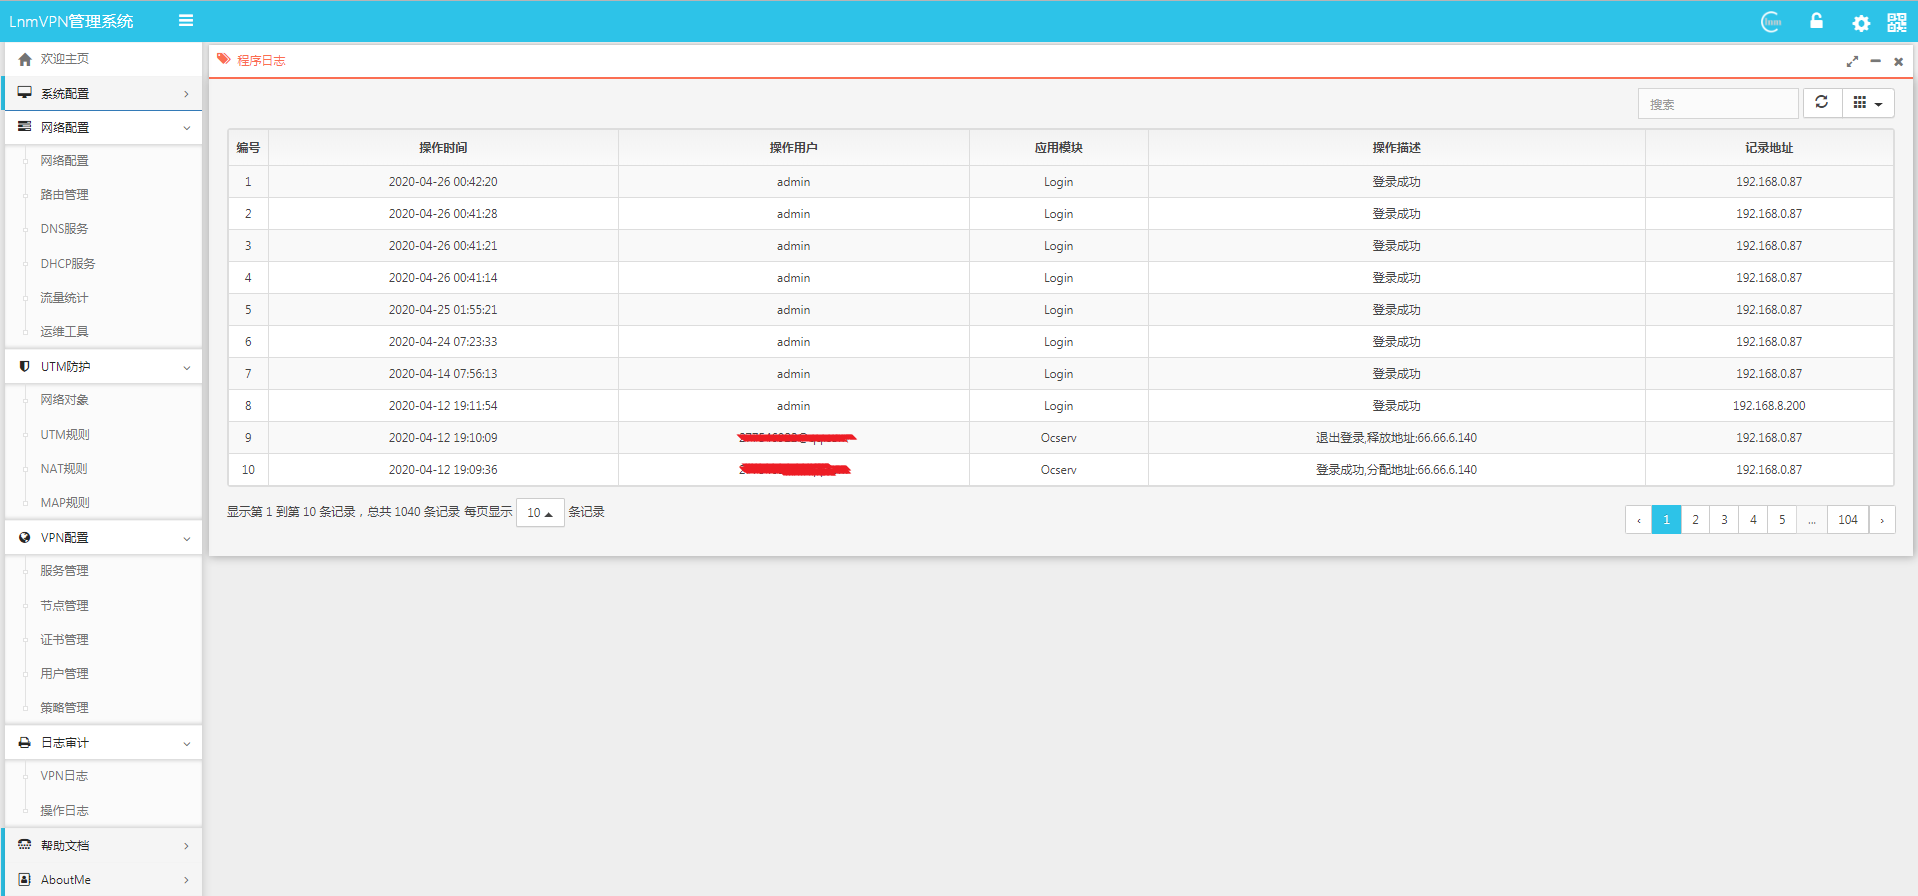 LnmVPN管理系统
lnm
欢迎主页
系统配置
网络配置
网络配置
路由管理
DNS服务
DHCP服务
流量统计
运维工具
UTM防护
网络对象
UTM规则
NAT规则
MAP规则
VPN配置
服务管理
节点管理
证书管理
用户管理
策略管理
日志审计
VPN日志
操作日志
帮助文档
AboutMe
程序日志
搜索
编号 操作时间 操作用户 应用模块 操作描述 记录地址
1 2020-04-26 00:42:20 admin Login 登录成功 192.168.0.87
2 2020-04-26 00:41:28 admin Login 登录成功 192.168.0.87
3 2020-04-26 00:41:21 admin Login 登录成功 192.168.0.87
4 2020-04-26 00:41:14 admin Login 登录成功 192.168.0.87
5 2020-04-25 01:55:21 admin Login 登录成功 192.168.0.87
6 2020-04-24 07:23:33 admin Login 登录成功 192.168.0.87
7 2020-04-14 07:56:13 admin Login 登录成功 192.168.0.87
8 2020-04-12 19:11:54 admin Login 登录成功 192.168.8.200
9 2020-04-12 19:10:09 Ocserv 退出登录,释放地址:66.66.6.140 192.168.0.87
10 2020-04-12 19:09:36 Ocserv 登录成功,分配地址:66.66.6.140 192.168.0.87
显示第 1 到第 10 条记录，总共 1040 条记录 每页显示 10 条记录
‹ 1 2 3 4 5 ... 104 ›